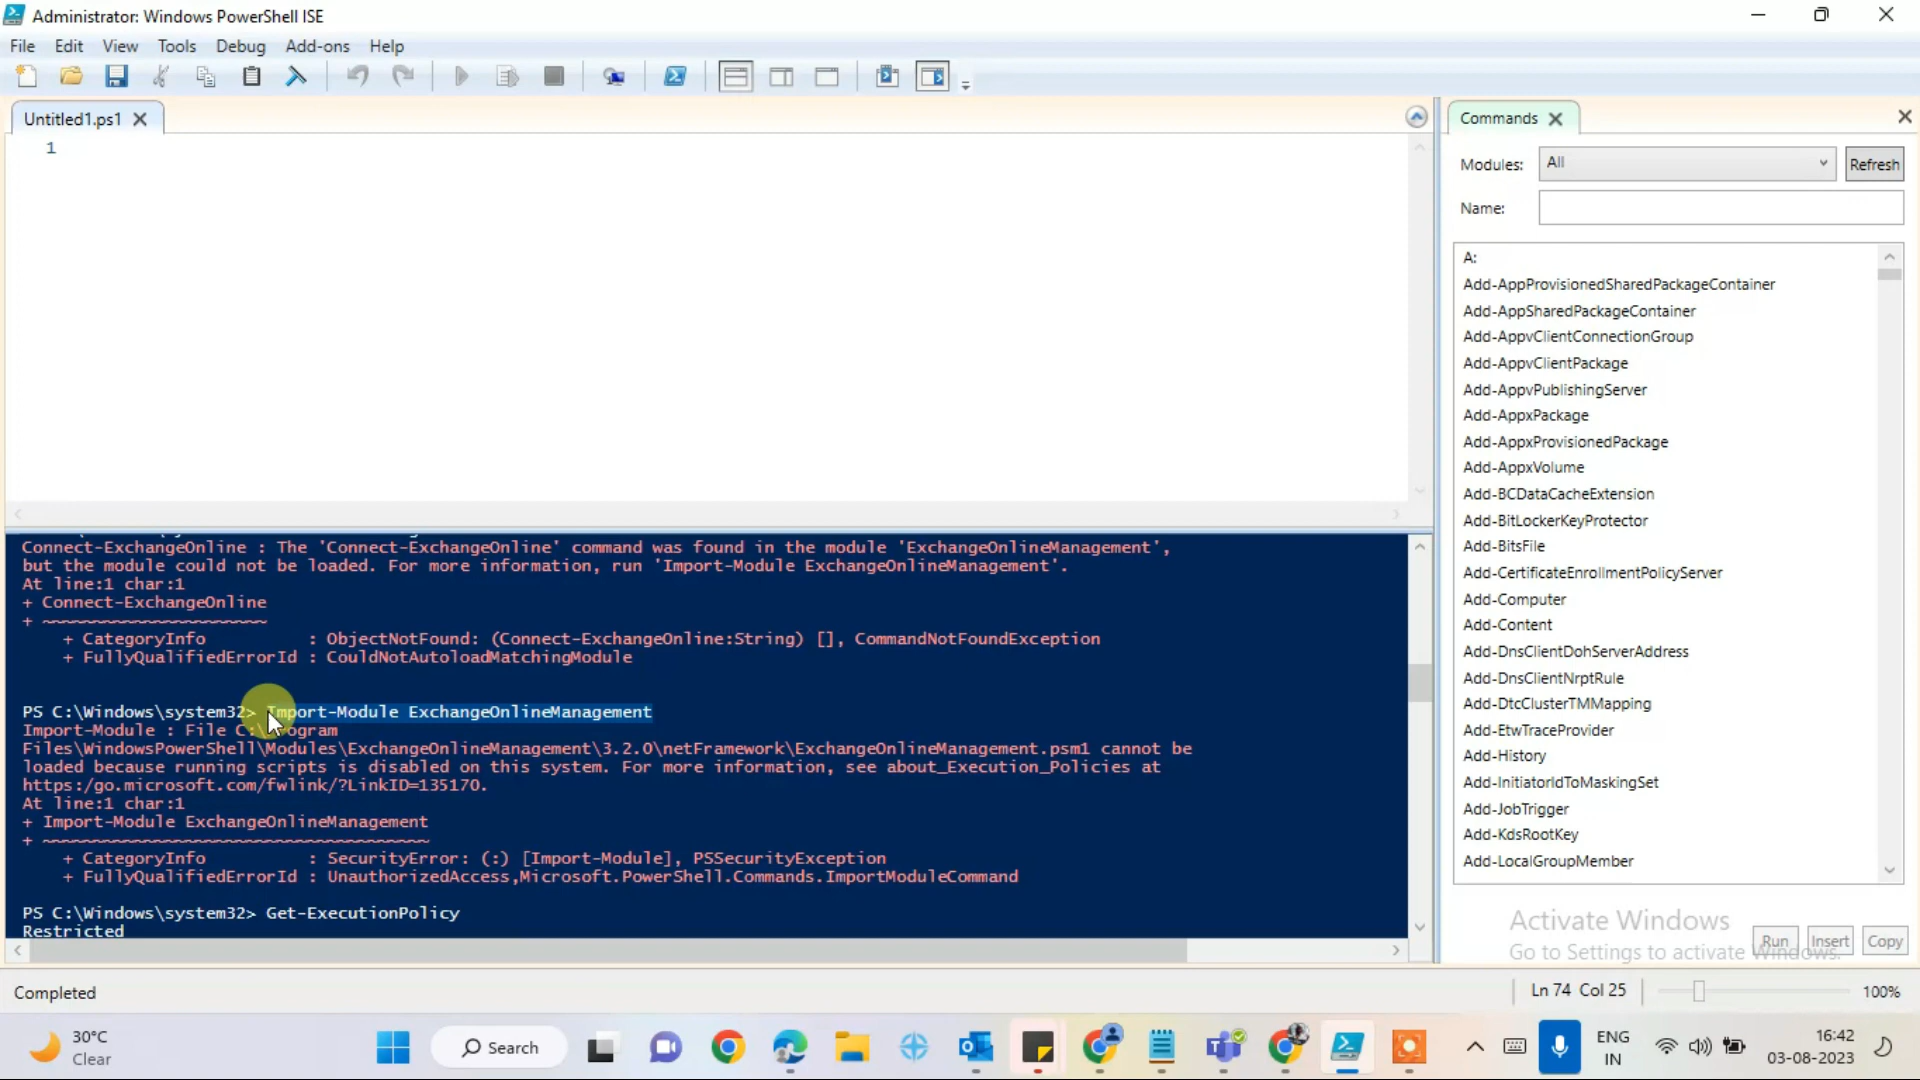 Administrator: Windows PowerShell ISE
File Edit View Tools Debug Add-ons Help
Untitled1.ps1
1
Connect-ExchangeOnline : The 'Connect-ExchangeOnline' command was found in the module 'ExchangeOnlineManagement',
but the module could not be loaded. For more information, run 'Import-Module ExchangeOnlineManagement'.
At line:1 char:1
+ Connect-ExchangeOnline
+ ~~~~~~~~~~~~~~~~~~~~~~
+ CategoryInfo : ObjectNotFound: (Connect-ExchangeOnline:String) [], CommandNotFoundException
+ FullyQualifiedErrorId : CouldNotAutoloadMatchingModule
PS C:\Windows\system32> Import-Module ExchangeOnlineManagement
Import-Module : File C:\Program
Files\WindowsPowerShell\Modules\ExchangeOnlineManagement\3.2.0\netFramework\ExchangeOnlineManagement.psm1 cannot be
loaded because running scripts is disabled on this system. For more information, see about_Execution_Policies at
https:/go.microsoft.com/fwlink/?LinkID=135170.
At line:1 char:1
+ Import-Module ExchangeOnlineManagement
+ ~~~~~~~~~~~~~~~~~~~~~~~~~~~~~~~~~~~~~~
+ CategoryInfo : SecurityError: (:) [Import-Module], PSSecurityException
+ FullyQualifiedErrorId : UnauthorizedAccess,Microsoft.PowerShell.Commands.ImportModuleCommand
PS C:\Windows\system32> Get-ExecutionPolicy
Restricted
Commands
Modules: All Refresh
Name:
A:
Add-AppProvisionedSharedPackageContainer
Add-AppSharedPackageContainer
Add-AppvClientConnectionGroup
Add-AppvClientPackage
Add-AppvPublishingServer
Add-AppxPackage
Add-AppxProvisionedPackage
Add-AppxVolume
Add-BCDataCacheExtension
Add-BitLockerKeyProtector
Add-BitsFile
Add-CertificateEnrollmentPolicyServer
Add-Computer
Add-Content
Add-DnsClientDohServerAddress
Add-DnsClientNrptRule
Add-DtcClusterTMMapping
Add-EtwTraceProvider
Add-History
Add-InitiatorIdToMaskingSet
Add-JobTrigger
Add-KdsRootKey
Add-LocalGroupMember
Activate Windows
Go to Settings to activate Windows.
Run Insert Copy
Completed
Ln 74 Col 25
100%
30°C
Clear
Search
ENG
IN
16:42
03-08-2023